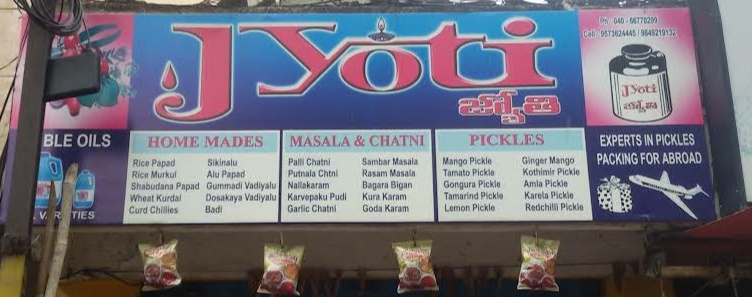 Jyoti
జ్యోతి
Ph : 040 - 66770299
Cell : 9573624445 / 9849219132
Jyoti
జ్యోతి
BLE OILS
VARIETIES
HOME MADES
Rice Papad Sikinalu
Rice Murkul Alu Papad
Shabudana Papad Gummadi Vadiyalu
Wheat Kurdai Dosakaya Vadiyalu
Curd Chillies Badi
MASALA & CHATNI
Palli Chatni Sambar Masala
Putnala Chtni Rasam Masala
Nallakaram Bagara Bigan
Karvepaku Pudi Kura Karam
Garlic Chatni Goda Karam
PICKLES
Mango Pickle Ginger Mango
Tamato Pickle Kothimir Pickle
Gongura Pickle Amla Pickle
Tamarind Pickle Karela Pickle
Lemon Pickle Redchilli Pickle
EXPERTS IN PICKLES
PACKING FOR ABROAD